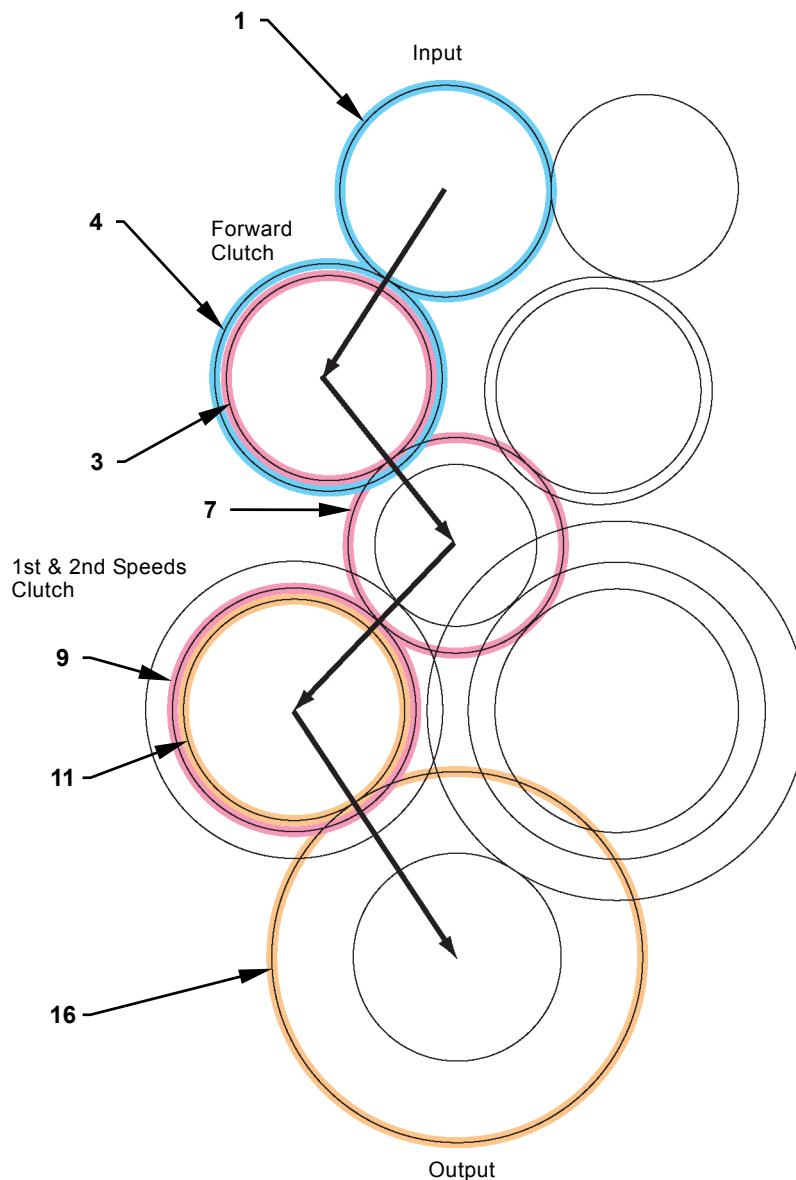 1
Input
4
Forward
Clutch
3
7
1st & 2nd Speeds
Clutch
9
11
16
Output